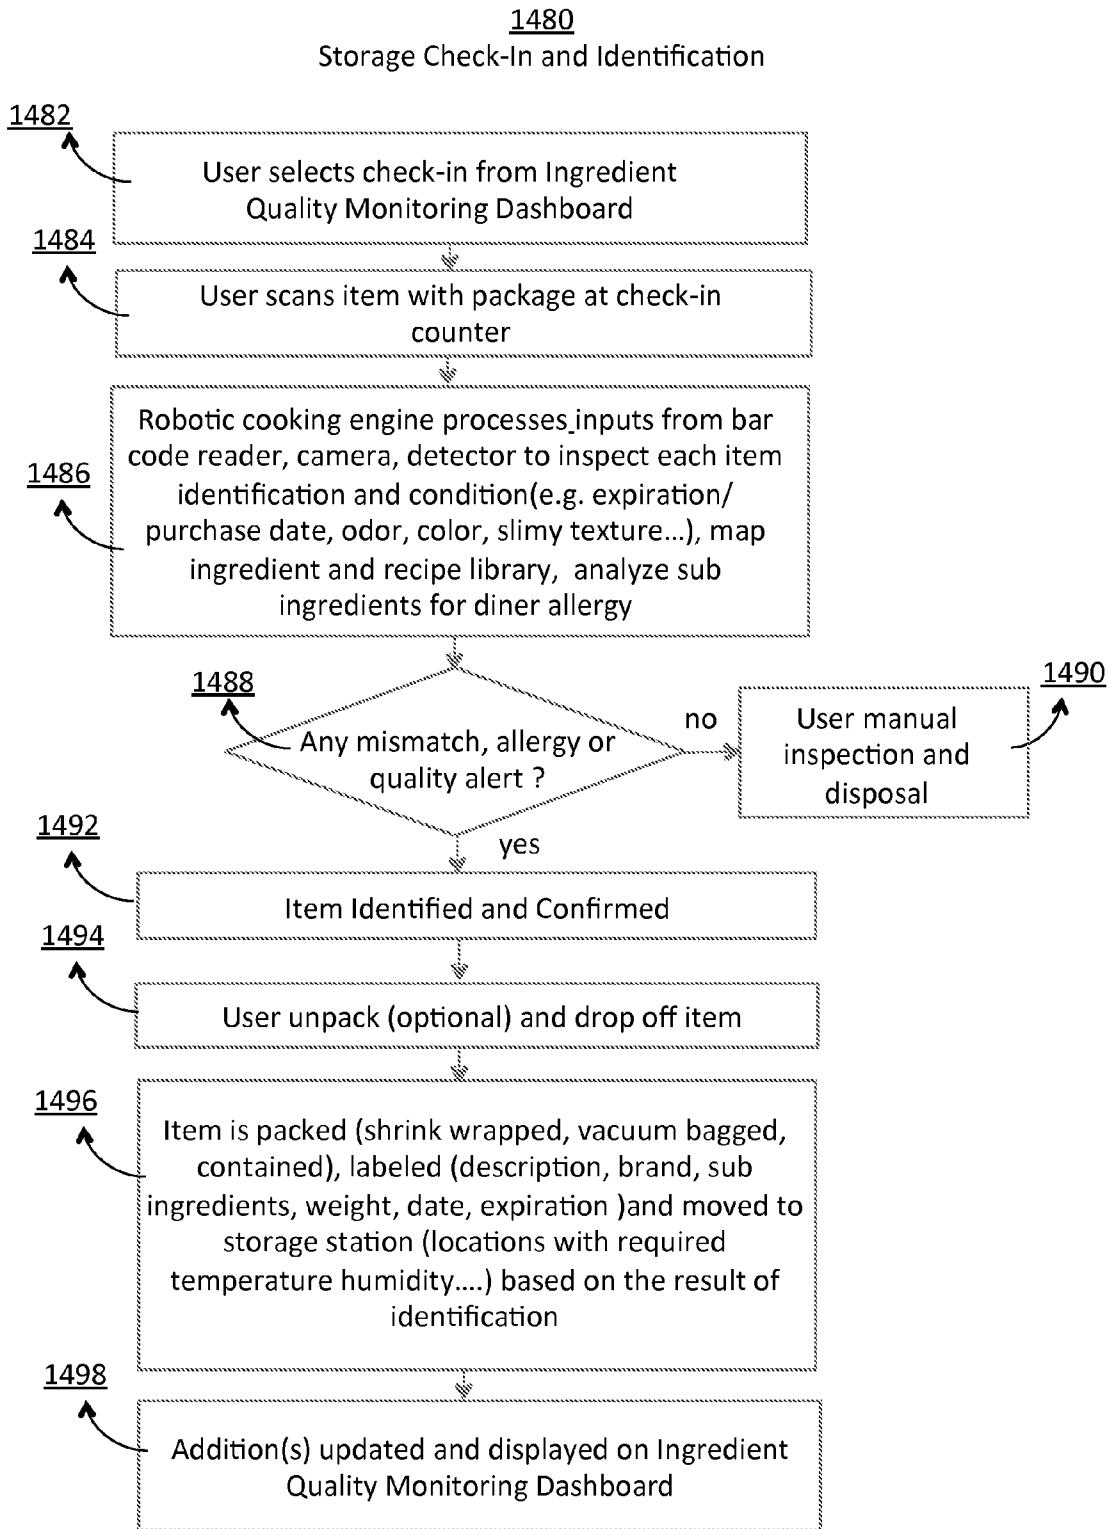 1480
Storage Check-In and Identification
1482
User selects check-in from Ingredient
Quality Monitoring Dashboard
1484
User scans item with package at check-in
counter
1486
Robotic cooking engine processes inputs from bar
code reader, camera, detector to inspect each item
identification and condition(e.g. expiration/
purchase date, odor, color, slimy texture...), map
ingredient and recipe library, analyze sub
ingredients for diner allergy
1488
Any mismatch, allergy or
quality alert ?
no
1490
User manual
inspection and
disposal
yes
1492
Item Identified and Confirmed
1494
User unpack (optional) and drop off item
1496
Item is packed (shrink wrapped, vacuum bagged,
contained), labeled (description, brand, sub
ingredients, weight, date, expiration )and moved to
storage station (locations with required
temperature humidity....) based on the result of
identification
1498
Addition(s) updated and displayed on Ingredient
Quality Monitoring Dashboard